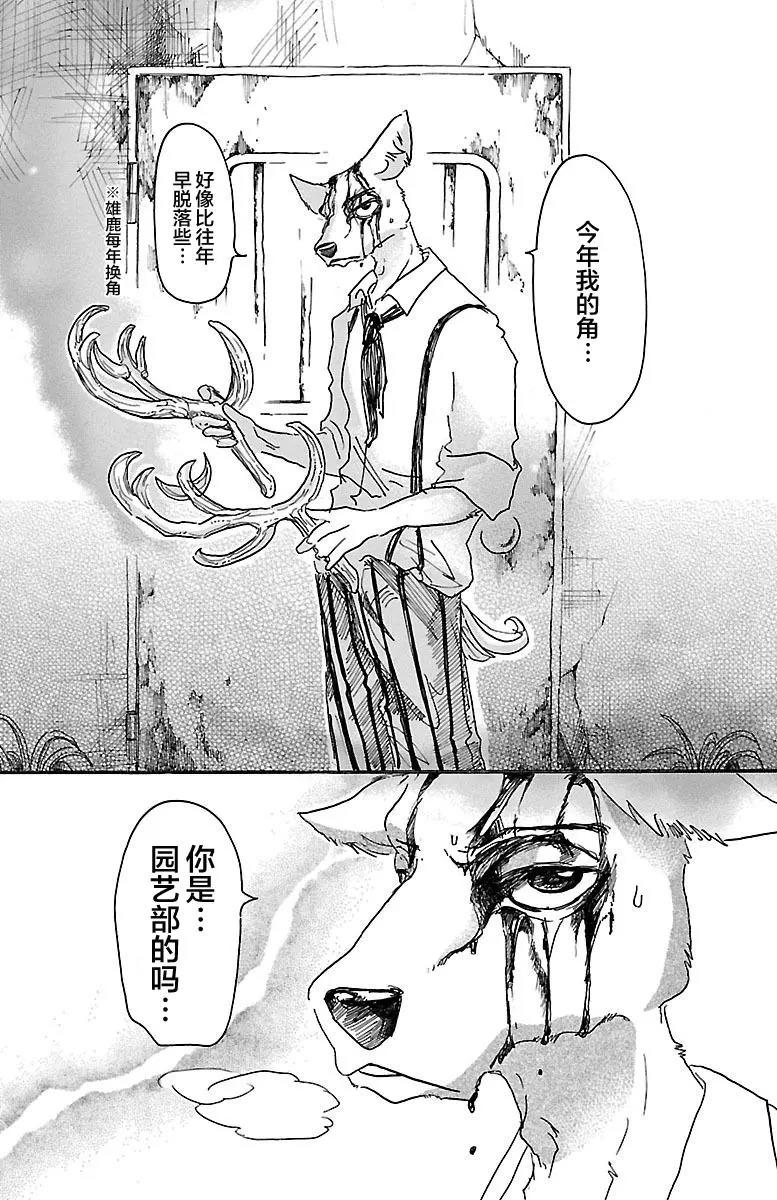 今年我的角…
好像比往年
早脱落些…
※雄鹿每年换角
你是…
园艺部的吗…